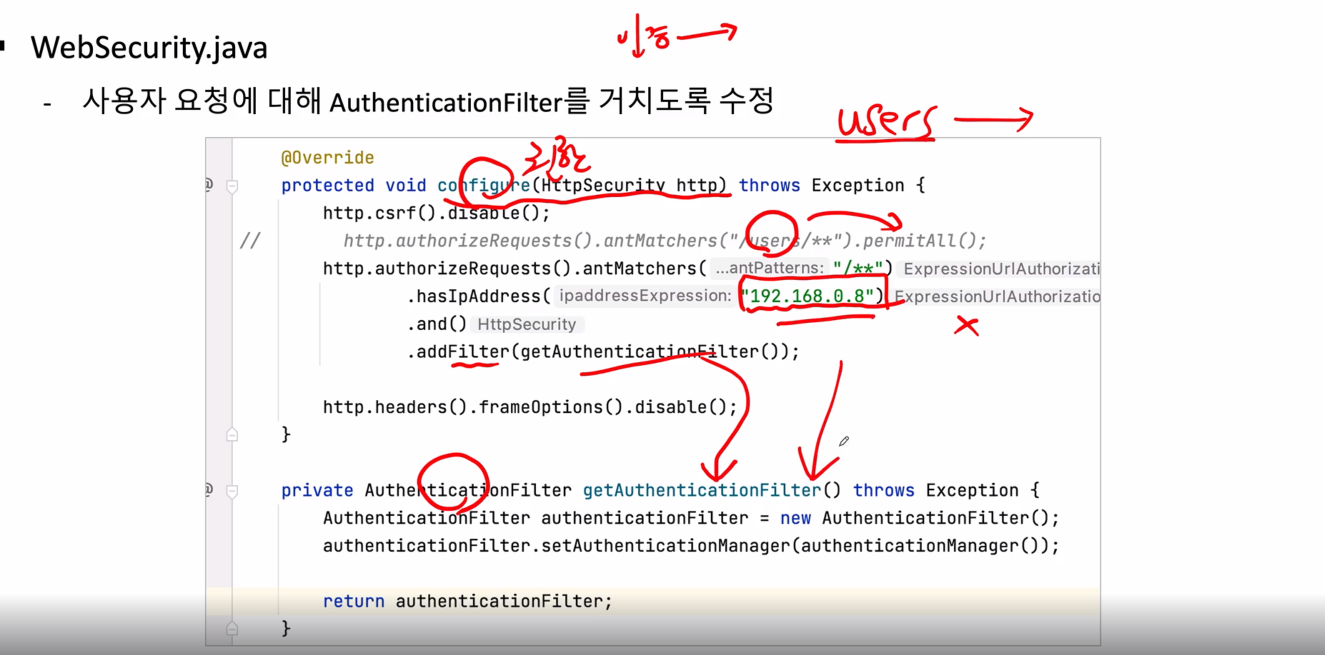 WebSecurity.java
- 사용자 요청에 대해 AuthenticationFilter를 거치도록 수정
users
@Override
protected void configure(HttpSecurity http) throws Exception {
http.csrf().disable();
// http.authorizeRequests().antMatchers("/users/**").permitAll();
http.authorizeRequests().antMatchers( ...antPatterns: "/**") ExpressionUrlAuthorizati
.hasIpAddress( ipaddressExpression: "192.168.0.8") ExpressionUrlAuthorizatio
.and() HttpSecurity
.addFilter(getAuthenticationFilter());
http.headers().frameOptions().disable();
}
private AuthenticationFilter getAuthenticationFilter() throws Exception {
AuthenticationFilter authenticationFilter = new AuthenticationFilter();
authenticationFilter.setAuthenticationManager(authenticationManager());
return authenticationFilter;
}